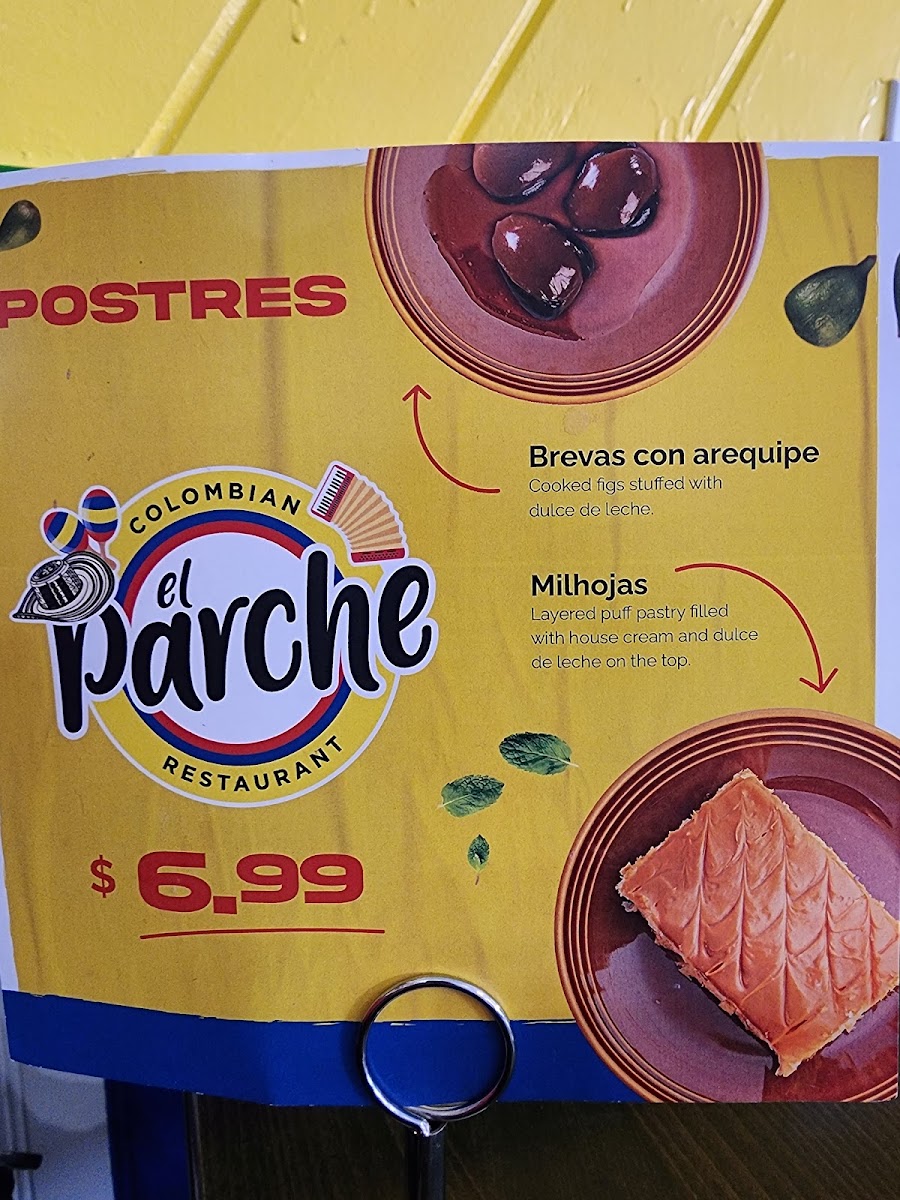 POSTRES
Brevas con arequipe
Cooked figs stuffed with
dulce de leche.
COLOMBIAN
el
parche
RESTAURANT
Milhojas
Layered puff pastry filled
with house cream and dulce
de leche on the top.
$ 6.99